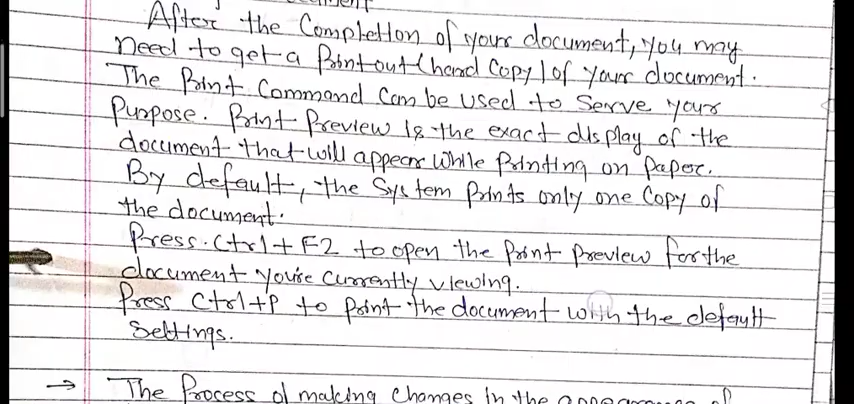 After the Completion of your document, you may
need to get a Printout (hard Copy) of your document.
The Print Command Can be used to Serve your
Purpose. Print Preview is the exact display of the
document that will appear while Printing on Paper.
By default, the System Prints only one Copy of
the document.
Press Ctrl + F2 to open the Print Preview for the
document you're currently viewing.
Press Ctrl+P to Print the document with the default
Settings.
→ The Process of making changes in the appearance of